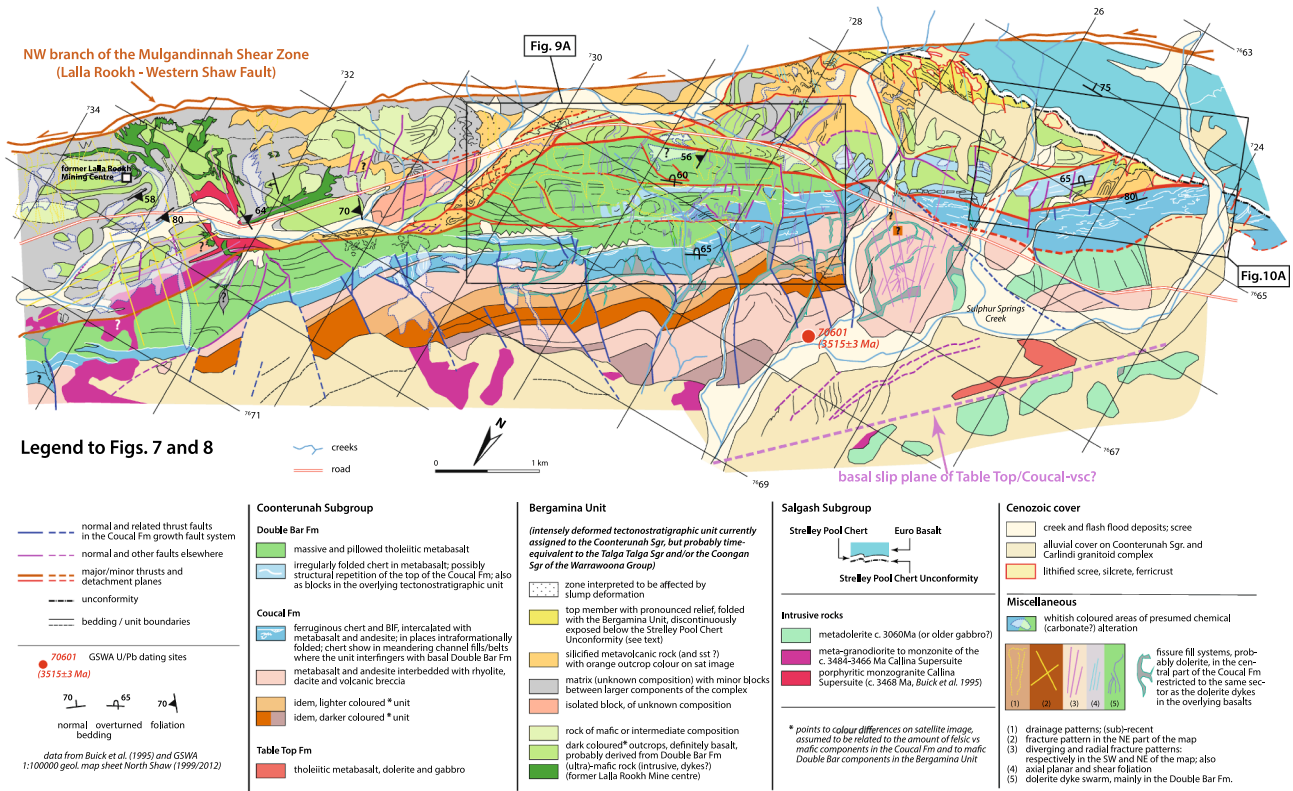 NW branch of the Mulgandinnah Shear Zone
(Lalla Rookh - Western Shaw Fault)
Fig. 9A
⁷34
⁷32
⁷30
⁷28
26
⁷⁶63
75
⁷24
former Lalla Rookh
Mining Centre
58
80
64
70
56
60
65
65
80
?
?
?
?
?
?
?
Fig.10A
⁷⁶65
Sulphur Springs
Creek
70601
(3515±3 Ma)
⁷⁶71
⁷⁶69
⁷⁶67
basal slip plane of Table Top/Coucal-vsc?
Legend to Figs. 7 and 8
creeks
road
N
0 1 km
normal and related thrust faults
in the Coucal Fm growth fault system
normal and other faults elsewhere
major/minor thrusts and
detachment planes
unconformity
bedding / unit boundaries
70601 GSWA U/Pb dating sites
(3515±3 Ma)
70 65 70
normal overturned foliation
bedding
data from Buick et al. (1995) and GSWA
1:100000 geol. map sheet North Shaw (1999/2012)
Coonterunah Subgroup
Double Bar Fm
massive and pillowed tholeiitic metabasalt
irregularly folded chert in metabasalt; possibly
structural repetition of the top of the Coucal Fm; also
as blocks in the overlying tectonostratigraphic unit
Coucal Fm
ferruginous chert and BIF, intercalated with
metabasalt and andesite; in places intraformationally
folded; chert show in meandering channel fills/belts
where the unit interfingers with basal Double Bar Fm
metabasalt and andesite interbedded with rhyolite,
dacite and volcanic breccia
idem, lighter coloured * unit
idem, darker coloured * unit
Table Top Fm
tholeiitic metabasalt, dolerite and gabbro
Bergamina Unit
(intensely deformed tectonostratigraphic unit currently
assigned to the Coonterunah Sgr, but probably time-
equivalent to the Talga Talga Sgr and/or the Coongan
Sgr of the Warrawoona Group)
zone interpreted to be affected by
slump deformation
top member with pronounced relief, folded
with the Bergamina Unit, discontinuously
exposed below the Strelley Pool Chert
Unconformity (see text)
silicified metavolcanic rock (and sst ?)
with orange outcrop colour on sat image
matrix (unknown composition) with minor blocks
between larger components of the complex
isolated block, of unknown composition
rock of mafic or intermediate composition
dark coloured* outcrops, definitely basalt,
probably derived from Double Bar Fm
(ultra)-mafic rock (intrusive, dykes?)
(former Lalla Rookh Mine centre)
Salgash Subgroup
Strelley Pool Chert Euro Basalt
Strelley Pool Chert Unconformity
Intrusive rocks
metadolerite c. 3060Ma (or older gabbro?)
meta-granodiorite to monzonite of the
c. 3484-3466 Ma Callina Supersuite
porphyritic monzogranite Callina
Supersuite (c. 3468 Ma, Buick et al. 1995)
* points to colour differences on satellite image,
assumed to be related to the amount of felsic vs
mafic components in the Coucal Fm and to mafic
Double Bar components in the Bergamina Unit
Cenozoic cover
creek and flash flood deposits; scree
alluvial cover on Coonterunah Sgr. and
Carlindi granitoid complex
lithified scree, silcrete, ferricrust
Miscellaneous
whitish coloured areas of presumed chemical
(carbonate?) alteration
fissure fill systems, prob-
ably dolerite, in the cen-
tral part of the Coucal Fm
restricted to the same sec-
tor as the dolerite dykes
in the overlying basalts
(1) (2) (3) (4) (5)
(1) drainage patterns; (sub)-recent
(2) fracture pattern in the NE part of the map
(3) diverging and radial fracture patterns:
respectively in the SW and NE of the map; also
(4) axial planar and shear foliation
(5) dolerite dyke swarm, mainly in the Double Bar Fm.